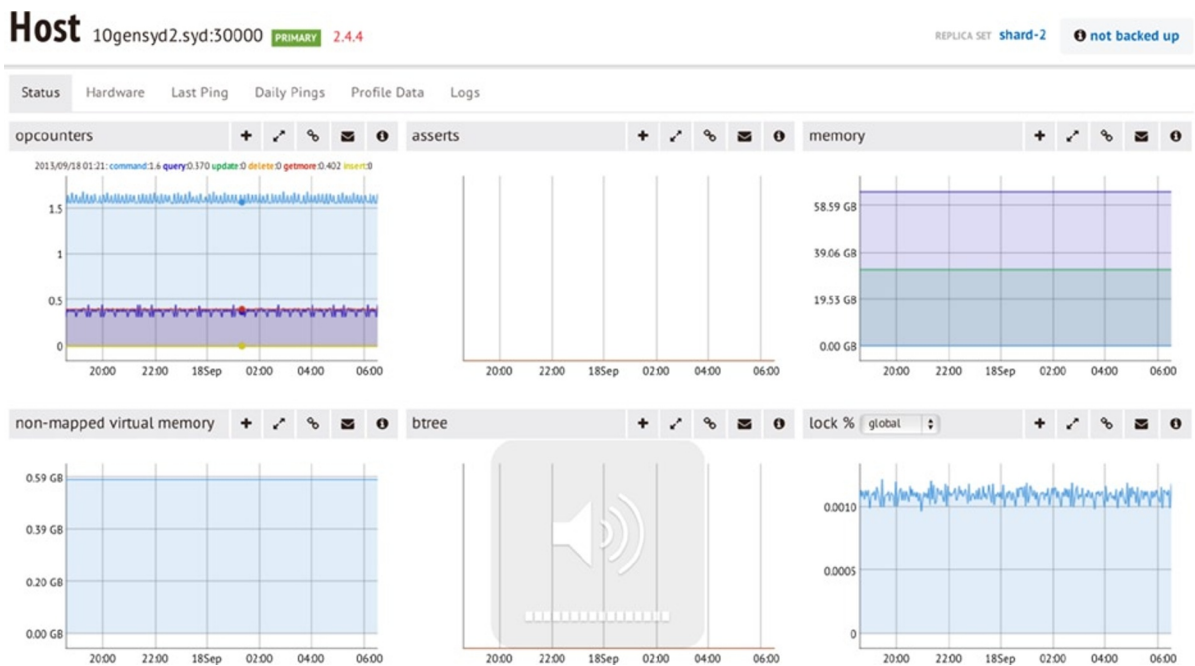 Host 10gensyd2.syd:30000 PRIMARY 2.4.4 REPLICA SET shard-2 not backed up
Status Hardware Last Ping Daily Pings Profile Data Logs
opcounters
2013/09/18 01:21: command:1.6 query:0.370 update:0 delete:0 getmore:0.402 insert:0
1.5
1
0.5
0
20:00 22:00 18Sep 02:00 04:00 06:00
asserts
20:00 22:00 18Sep 02:00 04:00 06:00
memory
58.59 GB
39.06 GB
19.53 GB
0.00 GB
20:00 22:00 18Sep 02:00 04:00 06:00
non-mapped virtual memory
0.59 GB
0.39 GB
0.20 GB
0.00 GB
20:00 22:00 18Sep 02:00 04:00 06:00
btree
20:00 22:00 18Sep 02:00 04:00 06:00
lock % global
0.0010
0.0005
0
20:00 22:00 18Sep 02:00 04:00 06:00